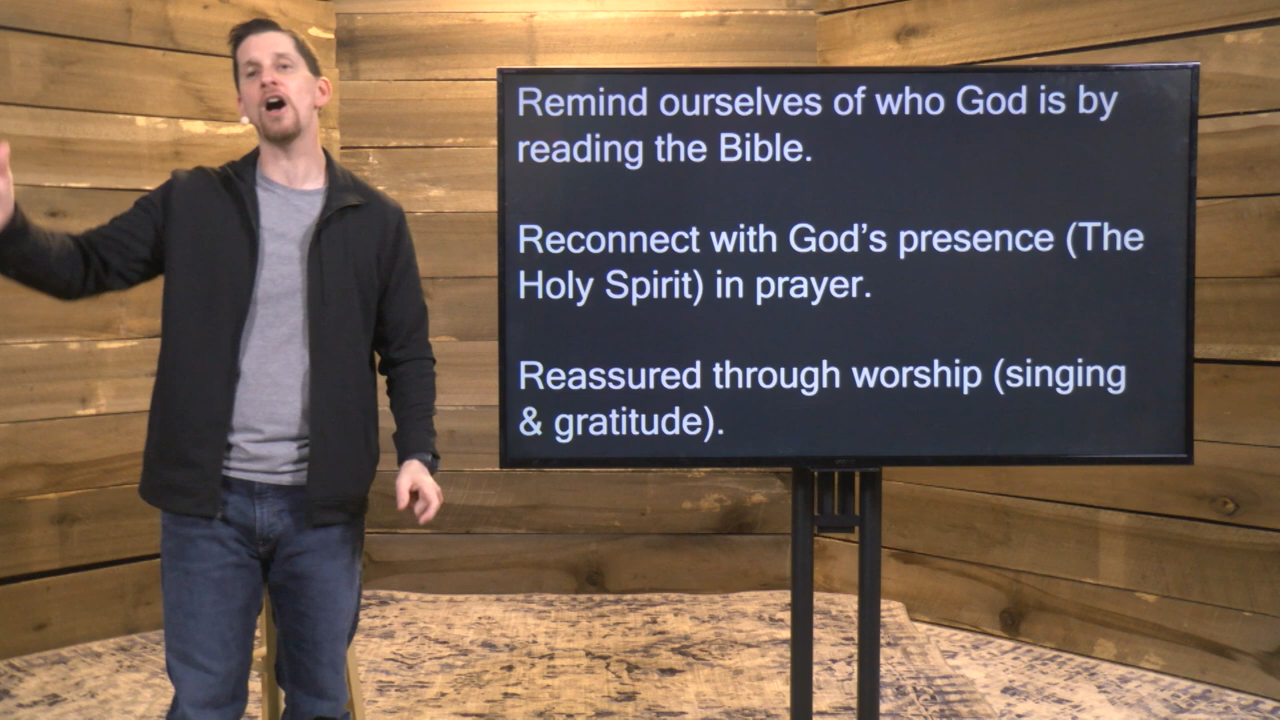 Remind ourselves of who God is by
reading the Bible.
Reconnect with God's presence (The
Holy Spirit) in prayer.
Reassured through worship (singing
& gratitude).